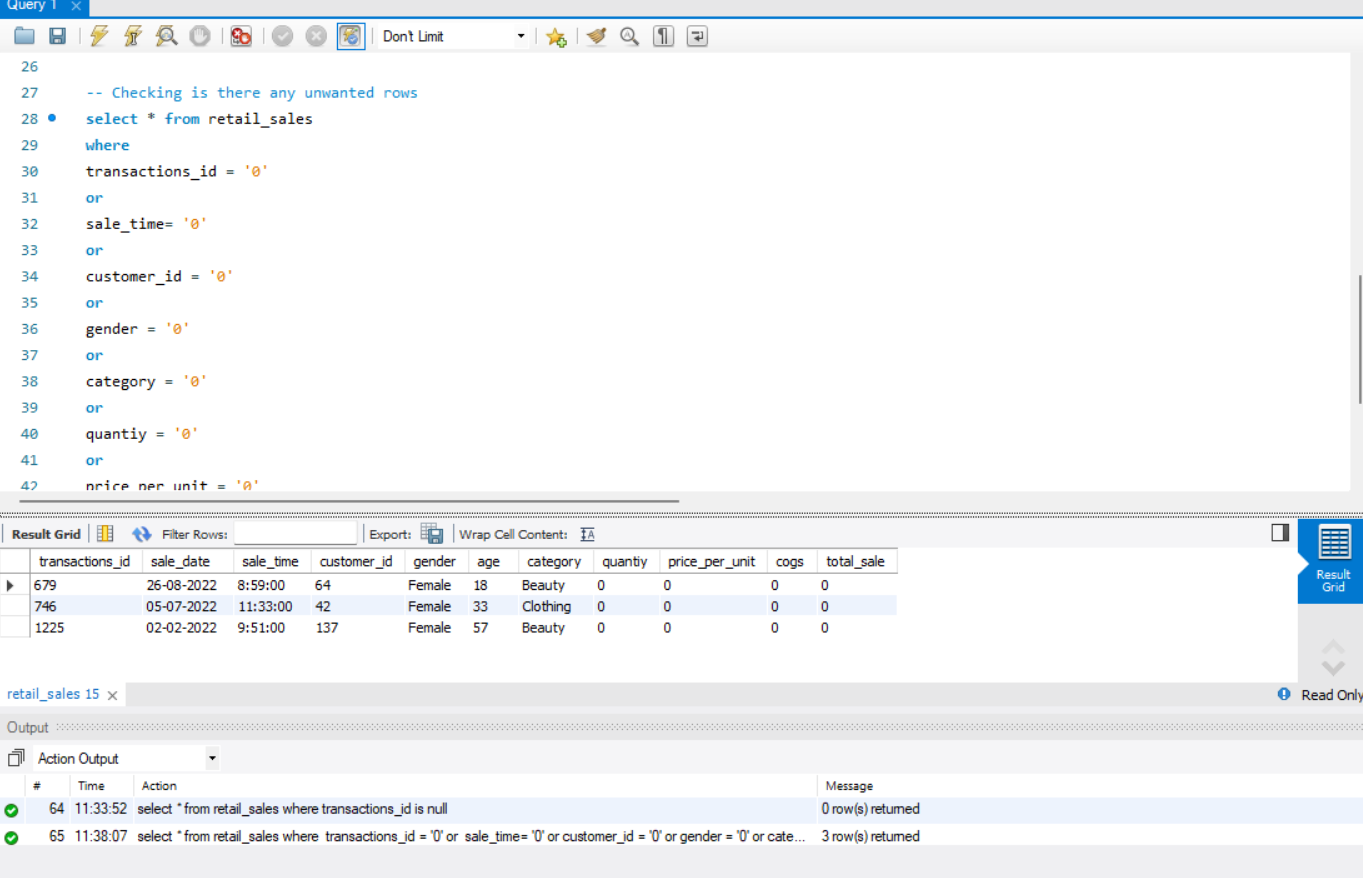 Query 1
Don't Limit
26
27 -- Checking is there any unwanted rows
28 select * from retail_sales
29 where
30 transactions_id = '0'
31 or
32 sale_time= '0'
33 or
34 customer_id = '0'
35 or
36 gender = '0'
37 or
38 category = '0'
39 or
40 quantiy = '0'
41 or
42 price_per_unit = '0'
Result Grid Filter Rows: Export: Wrap Cell Content: IA
transactions_id sale_date sale_time customer_id gender age category quantiy price_per_unit cogs total_sale
679 26-08-2022 8:59:00 64 Female 18 Beauty 0 0 0 0
746 05-07-2022 11:33:00 42 Female 33 Clothing 0 0 0 0
1225 02-02-2022 9:51:00 137 Female 57 Beauty 0 0 0 0
Result
Grid
retail_sales 15
Read Only
Output
Action Output
# Time Action Message
64 11:33:52 select * from retail_sales where transactions_id is null 0 row(s) returned
65 11:38:07 select * from retail_sales where transactions_id = '0' or sale_time= '0' or customer_id = '0' or gender = '0' or cate... 3 row(s) returned